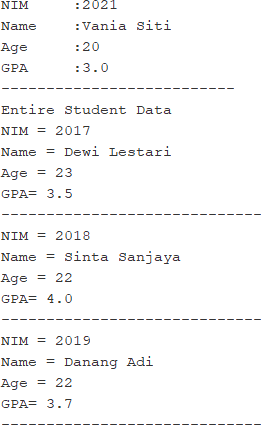 NIM     :2021
Name    :Vania Siti
Age     :20
GPA     :3.0
--------------------------
Entire Student Data
NIM = 2017
Name = Dewi Lestari
Age = 23
GPA= 3.5
-----------------------------
NIM = 2018
Name = Sinta Sanjaya
Age = 22
GPA= 4.0
-----------------------------
NIM = 2019
Name = Danang Adi
Age = 22
GPA= 3.7
-----------------------------